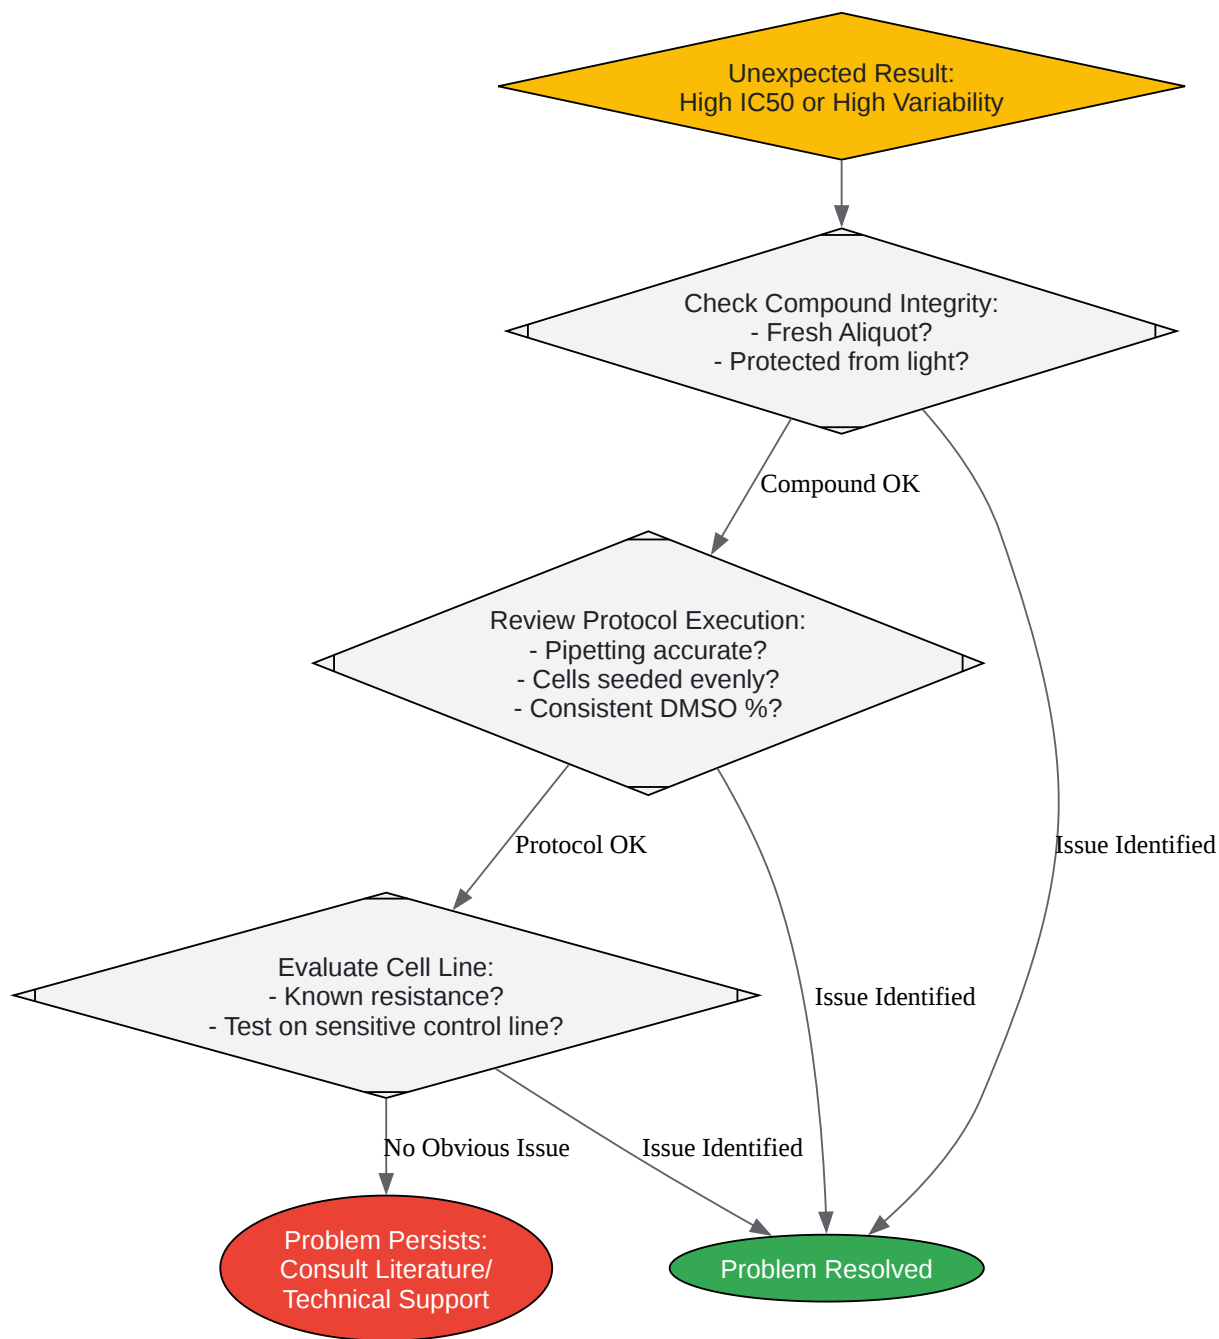 Unexpected Result:
High IC50 or High Variability
Check Compound Integrity:
- Fresh Aliquot?
- Protected from light?
Compound OK
Review Protocol Execution:
- Pipetting accurate?
- Cells seeded evenly?
- Consistent DMSO %?
Protocol OK
Issue Identified
Evaluate Cell Line:
- Known resistance?
- Test on sensitive control line?
Issue Identified
No Obvious Issue
Issue Identified
Problem Persists:
Consult Literature/
Technical Support
Problem Resolved